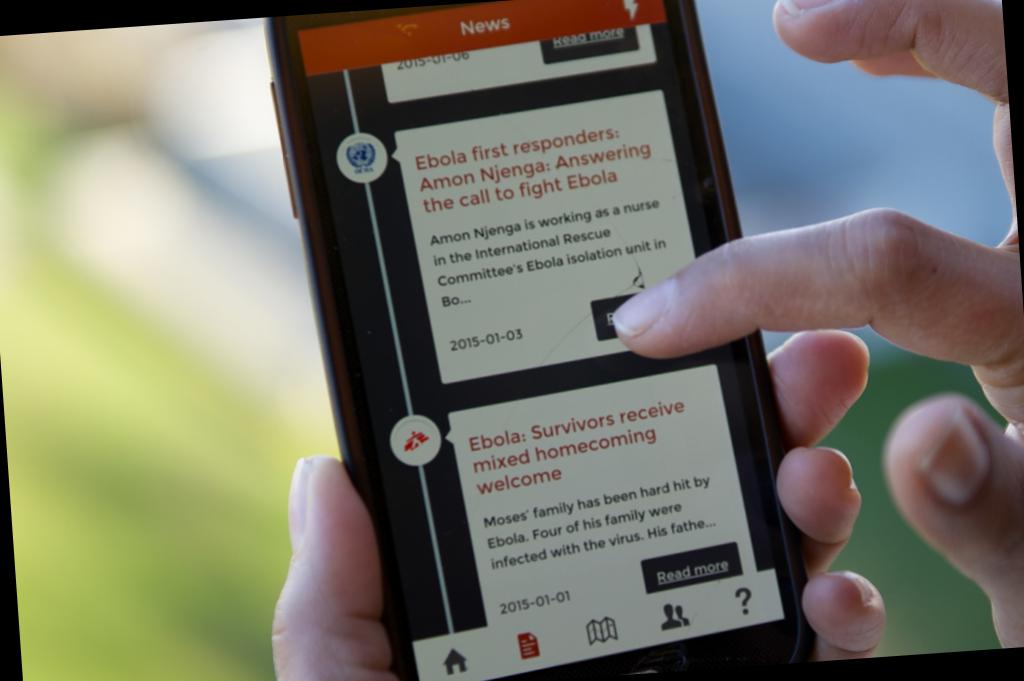 News
2015-01-06
Read more
Ebola first responders:
Amon Njenga: Answering
the call to fight Ebola
Amon Njenga is working as a nurse
in the International Rescue
Committee's Ebola isolation unit in
Bo...
2015-01-03
Ebola: Survivors receive
mixed homecoming
welcome
Moses' family has been hard hit by
Ebola. Four of his family were
infected with the virus. His fathe...
Read more
2015-01-01
?